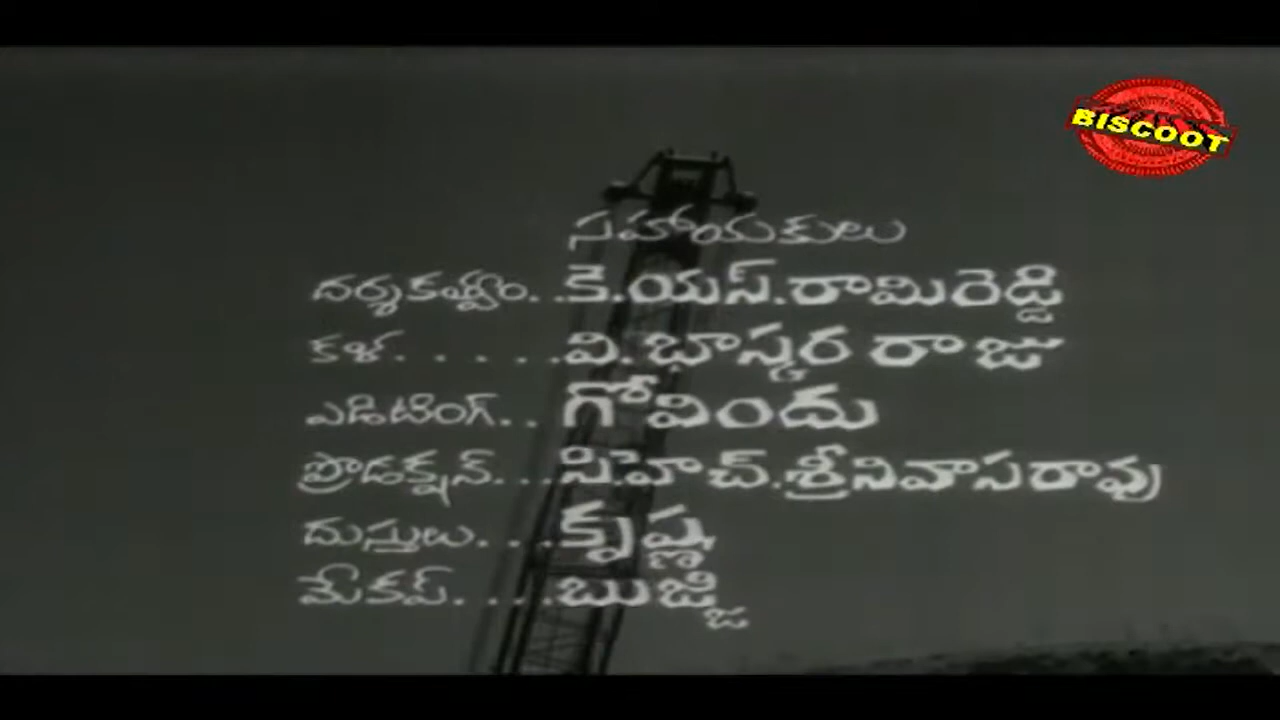 BISCOOT
సహాయకులు
దర్శకత్వం..కె.యస్.రామిరెడ్డి
కళ.....వి.భాస్కర రాజు
ఎడిటింగ్..గోవిందు
ప్రొడక్షన్...సి.హెచ్.శ్రీనివాసరావు
దుస్తులు...కృష్ణ
మేకప్....బుజ్జి